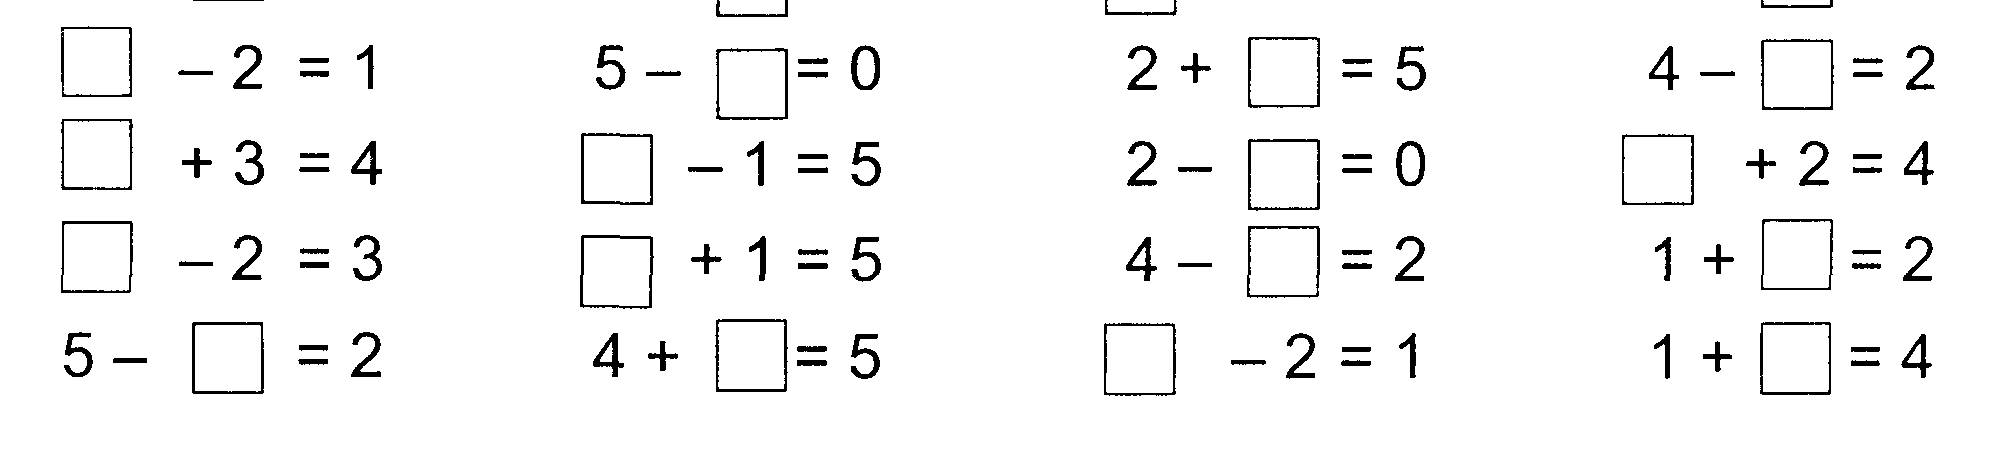 □ – 2 = 1 5 – □ = 0 2 + □ = 5 4 – □ = 2
□ + 3 = 4 □ – 1 = 5 2 – □ = 0 □ + 2 = 4
□ – 2 = 3 □ + 1 = 5 4 – □ = 2 1 + □ = 2
5 – □ = 2 4 + □ = 5 □ – 2 = 1 1 + □ = 4